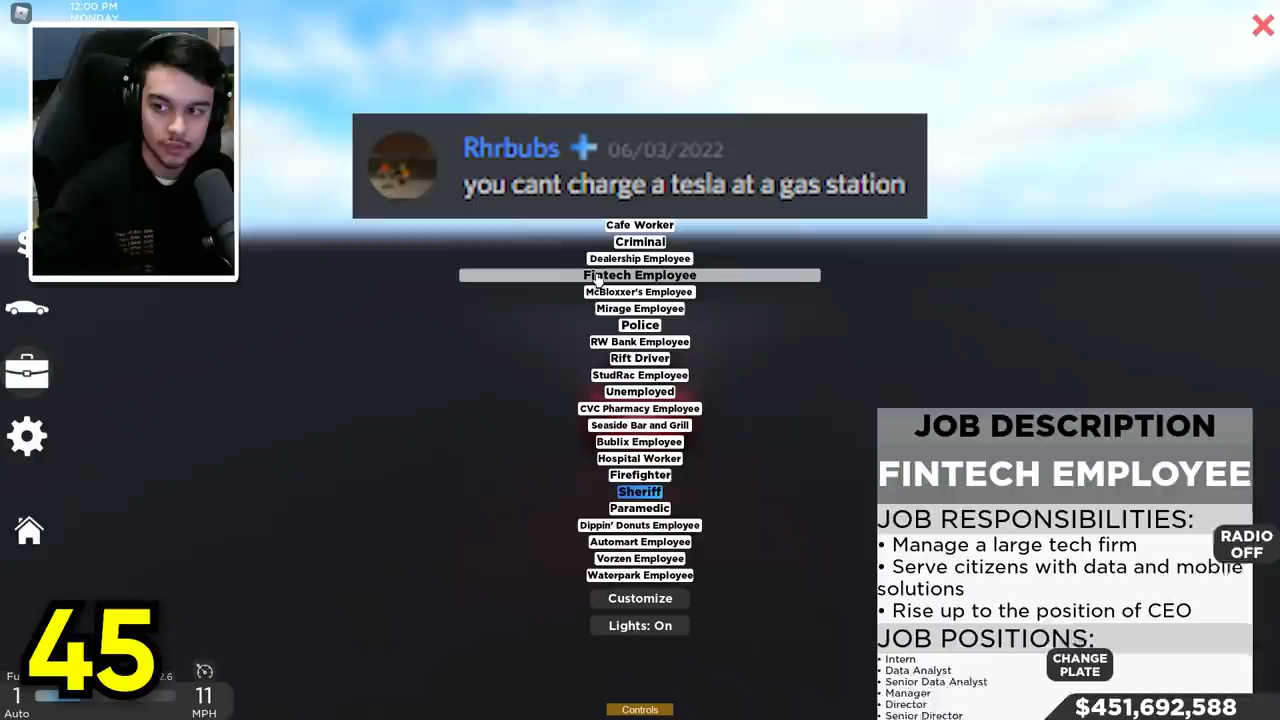 12:00 PM
MONDAY
Rhrbubs 06/03/2022
you cant charge a tesla at a gas station
Cafe Worker
Criminal
Dealership Employee
Fintech Employee
McBloxxer's Employee
Mirage Employee
Police
RW Bank Employee
Rift Driver
StudRac Employee
Unemployed
CVC Pharmacy Employee
Seaside Bar and Grill
Bublix Employee
Hospital Worker
Firefighter
Sheriff
Paramedic
Dippin' Donuts Employee
Automart Employee
Vorzen Employee
Waterpark Employee
Customize
Lights: On
Controls
JOB DESCRIPTION
FINTECH EMPLOYEE
JOB RESPONSIBILITIES:
• Manage a large tech firm
• Serve citizens with data and mobile
solutions
• Rise up to the position of CEO
JOB POSITIONS:
• Intern
• Data Analyst
• Senior Data Analyst
• Manager
• Director
• Senior Director
RADIO
OFF
CHANGE
PLATE
$451,692,588
45
1
Auto
11
MPH